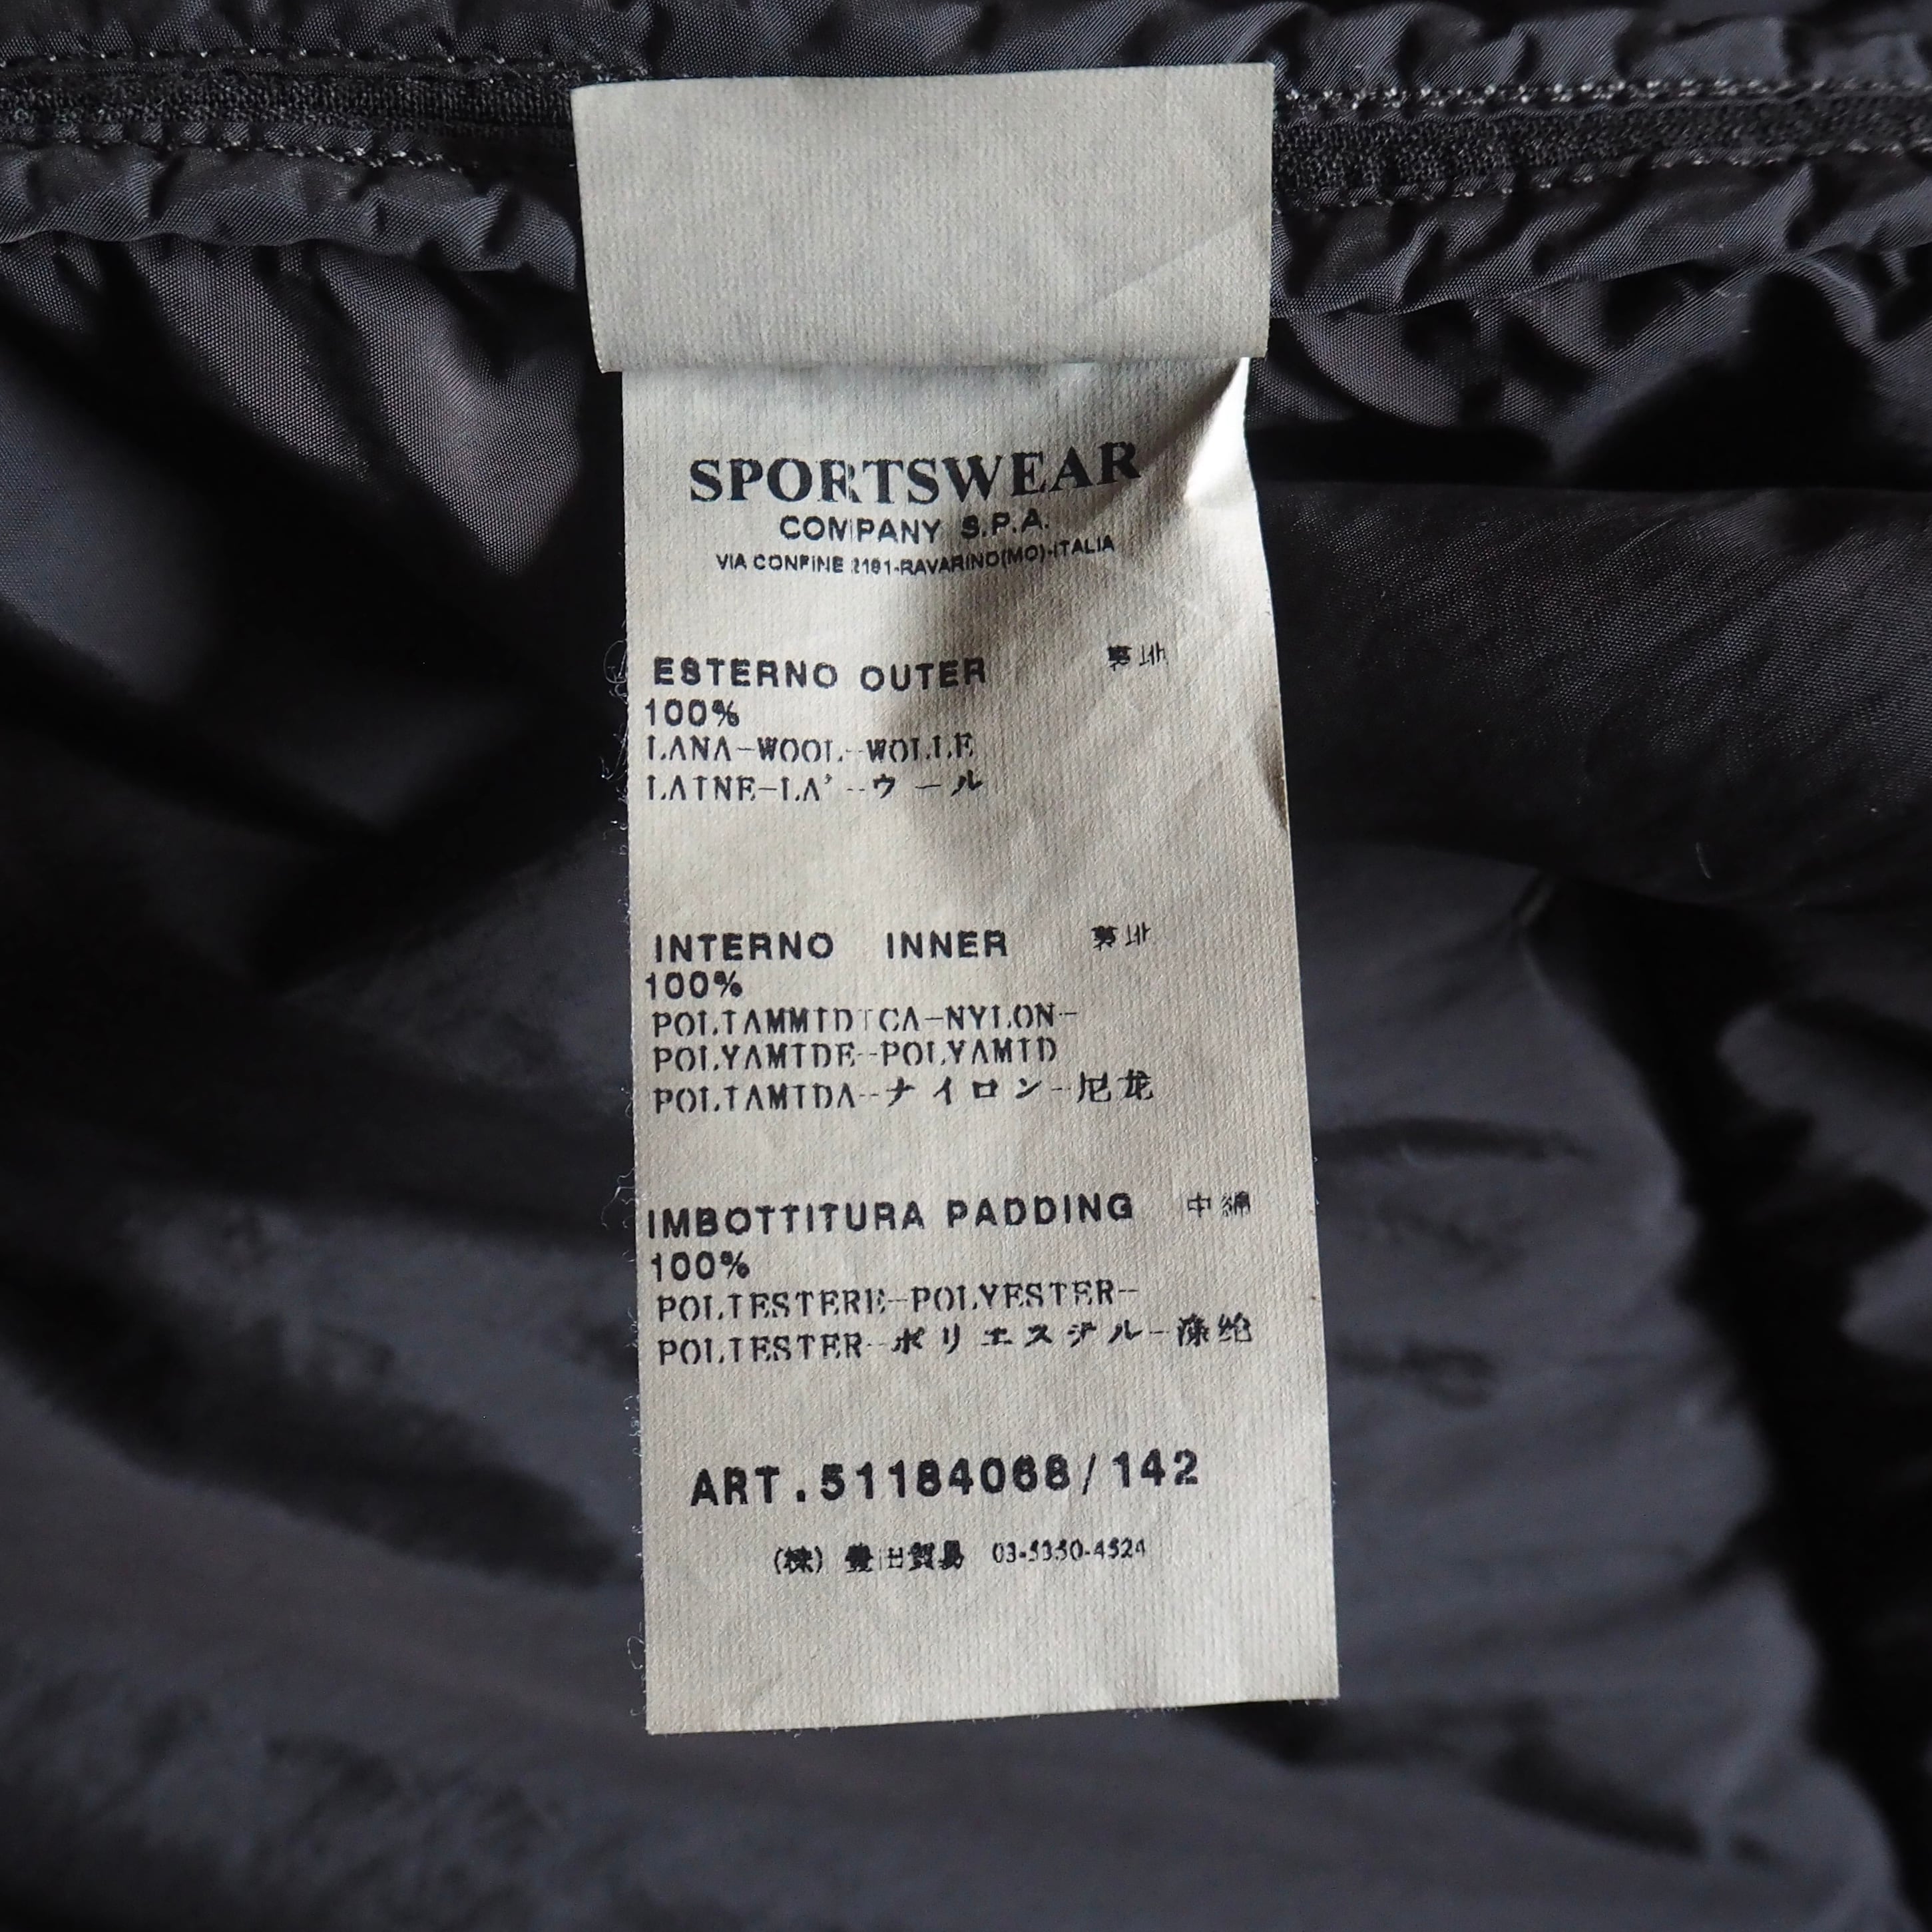 SPORTSWEAR
COMPANY S.P.A.
VIA CONFINE 2161-RAVARINO(MO)-ITALIA
ESTERNO OUTER
100%
LANA-WOOL-WOLLE
LAINE-LA'-ウール
INTERNO INNER
100%
POLIAMMIDICA-NYLON-
POLYAMIDE-POLYAMID
POLIAMIDA-ナイロン-尼龙
IMBOTTITURA PADDING 中綿
100%
POLIESTERE-POLYESTER-
POLIESTER-ポリエステル-涤纶
ART.51184068/142
(株) 豊田貿易 03-5350-4524